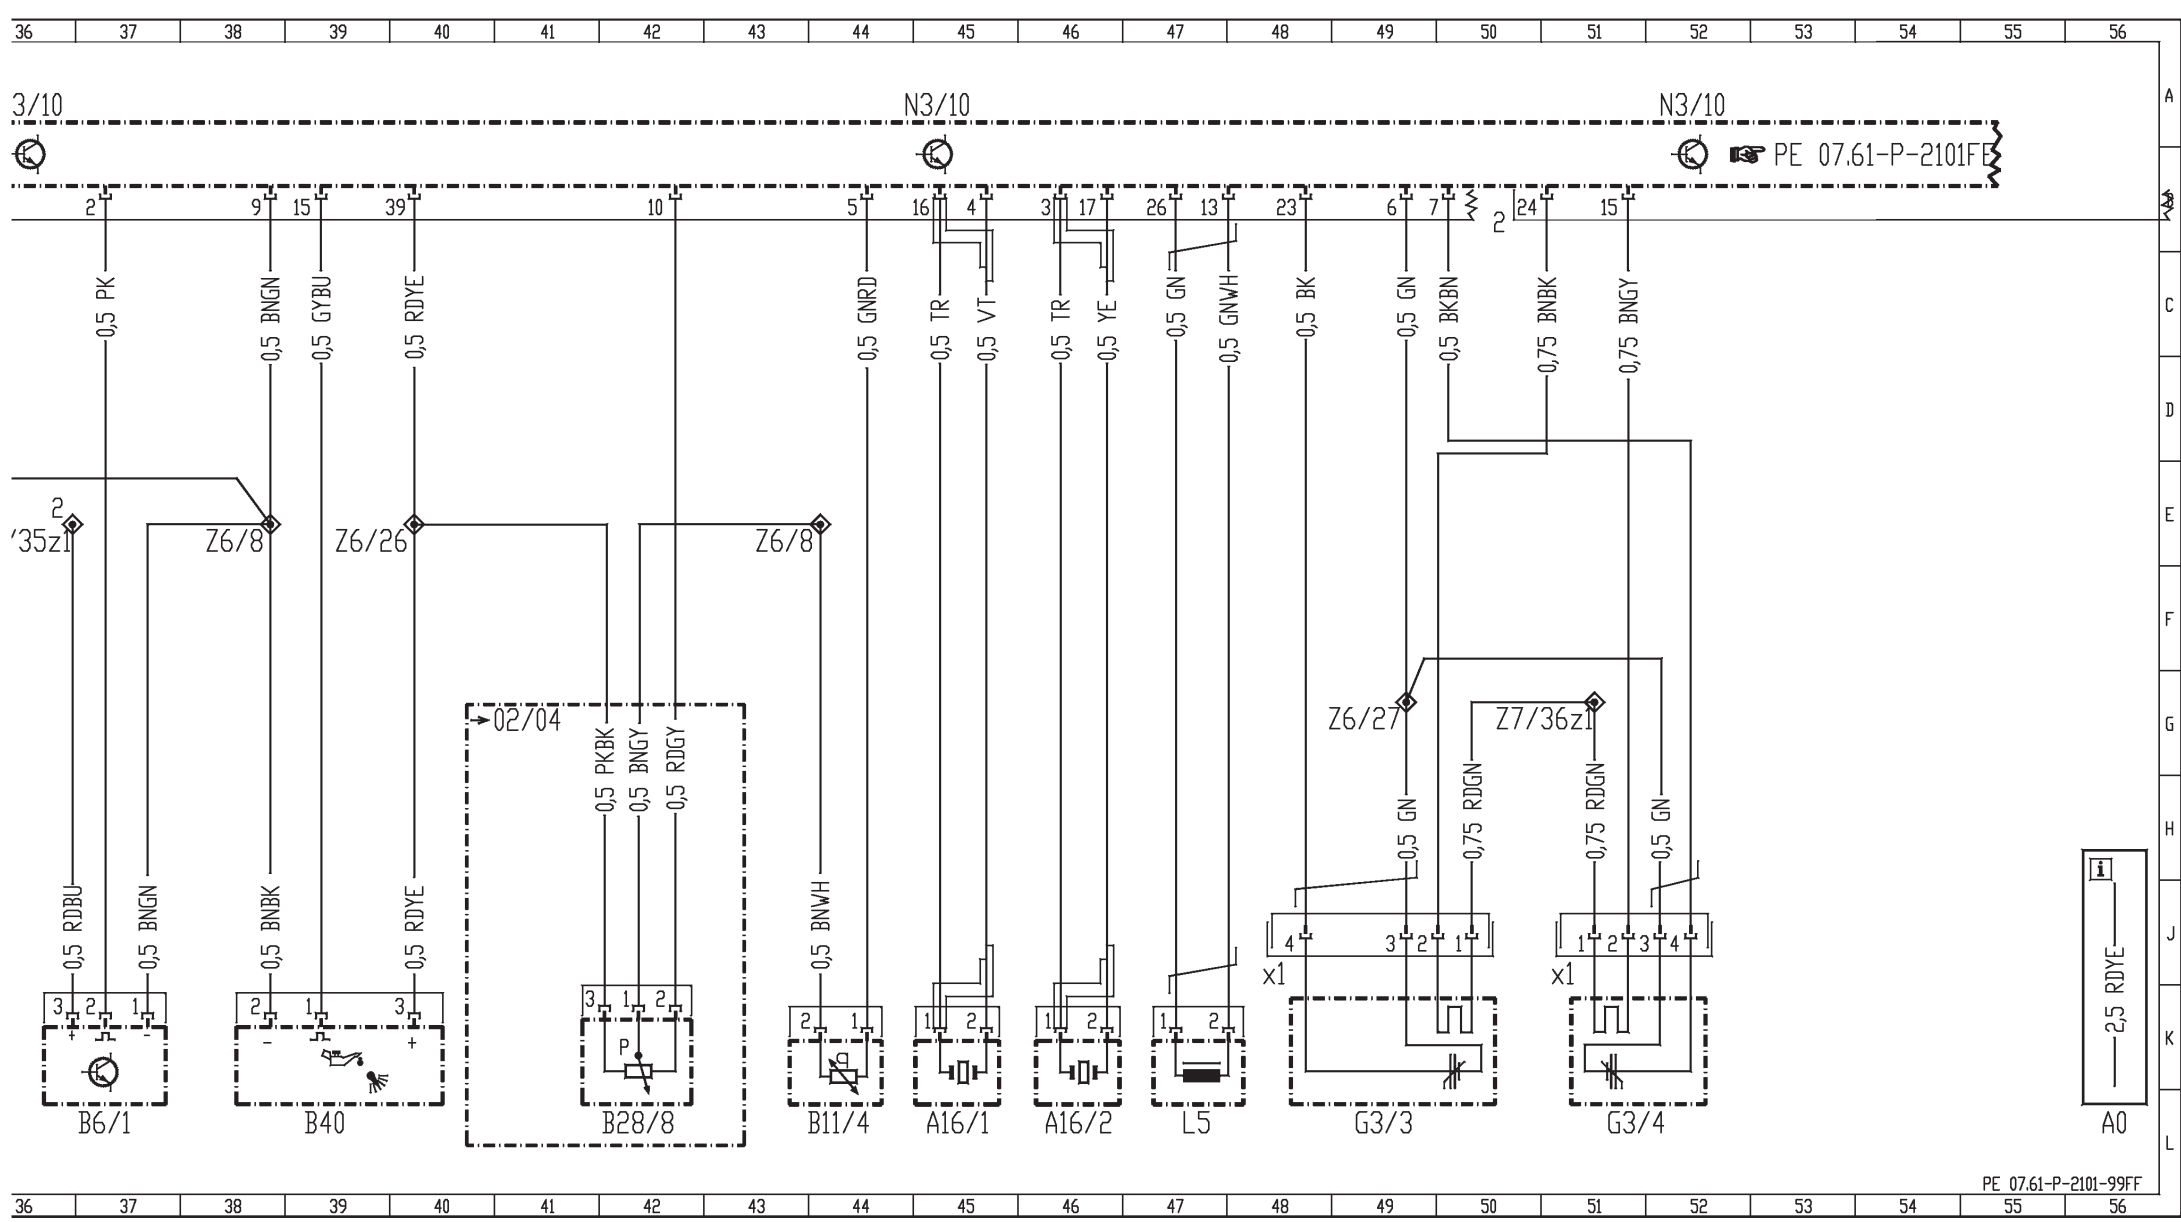 36 37 38 39 40 41 42 43 44 45 46 47 48 49 50 51 52 53 54 55 56
3/10 N3/10 N3/10 A
PE 07.61-P-2101FE
2 9 15 39 10 5 16 4 3 17 26 13 23 6 7 2 24 15
0,5 PK 0,5 BNGN 0,5 GYBU 0,5 RDYE 0,5 GNRD 0,5 TR 0,5 VT 0,5 TR 0,5 YE 0,5 GN 0,5 GNWH 0,5 BK 0,5 GN 0,5 BKBN 0,75 BNBK 0,75 BNGY C
D
2 E
/35z1 Z6/8 Z6/26 Z6/8
F
02/04 Z6/27 Z7/36z1 G
0,5 PKBK 0,5 BNGY 0,5 RDGY
0,5 GN 0,75 RDGN 0,75 RDGN 0,5 GN H
i
0,5 RDBU 0,5 BNGN 0,5 BNBK 0,5 RDYE 0,5 BNWH
4 3 2 1 1 2 3 4 J
x1 x1
2,5 RDYE
3 2 1 2 1 3 3 1 2 2 1 1 2 1 2 1 2
+ - - + P ϑ K
B6/1 B40 B28/8 B11/4 A16/1 A16/2 L5 G3/3 G3/4 A0
L
PE 07.61-P-2101-99FF
36 37 38 39 40 41 42 43 44 45 46 47 48 49 50 51 52 53 54 55 56